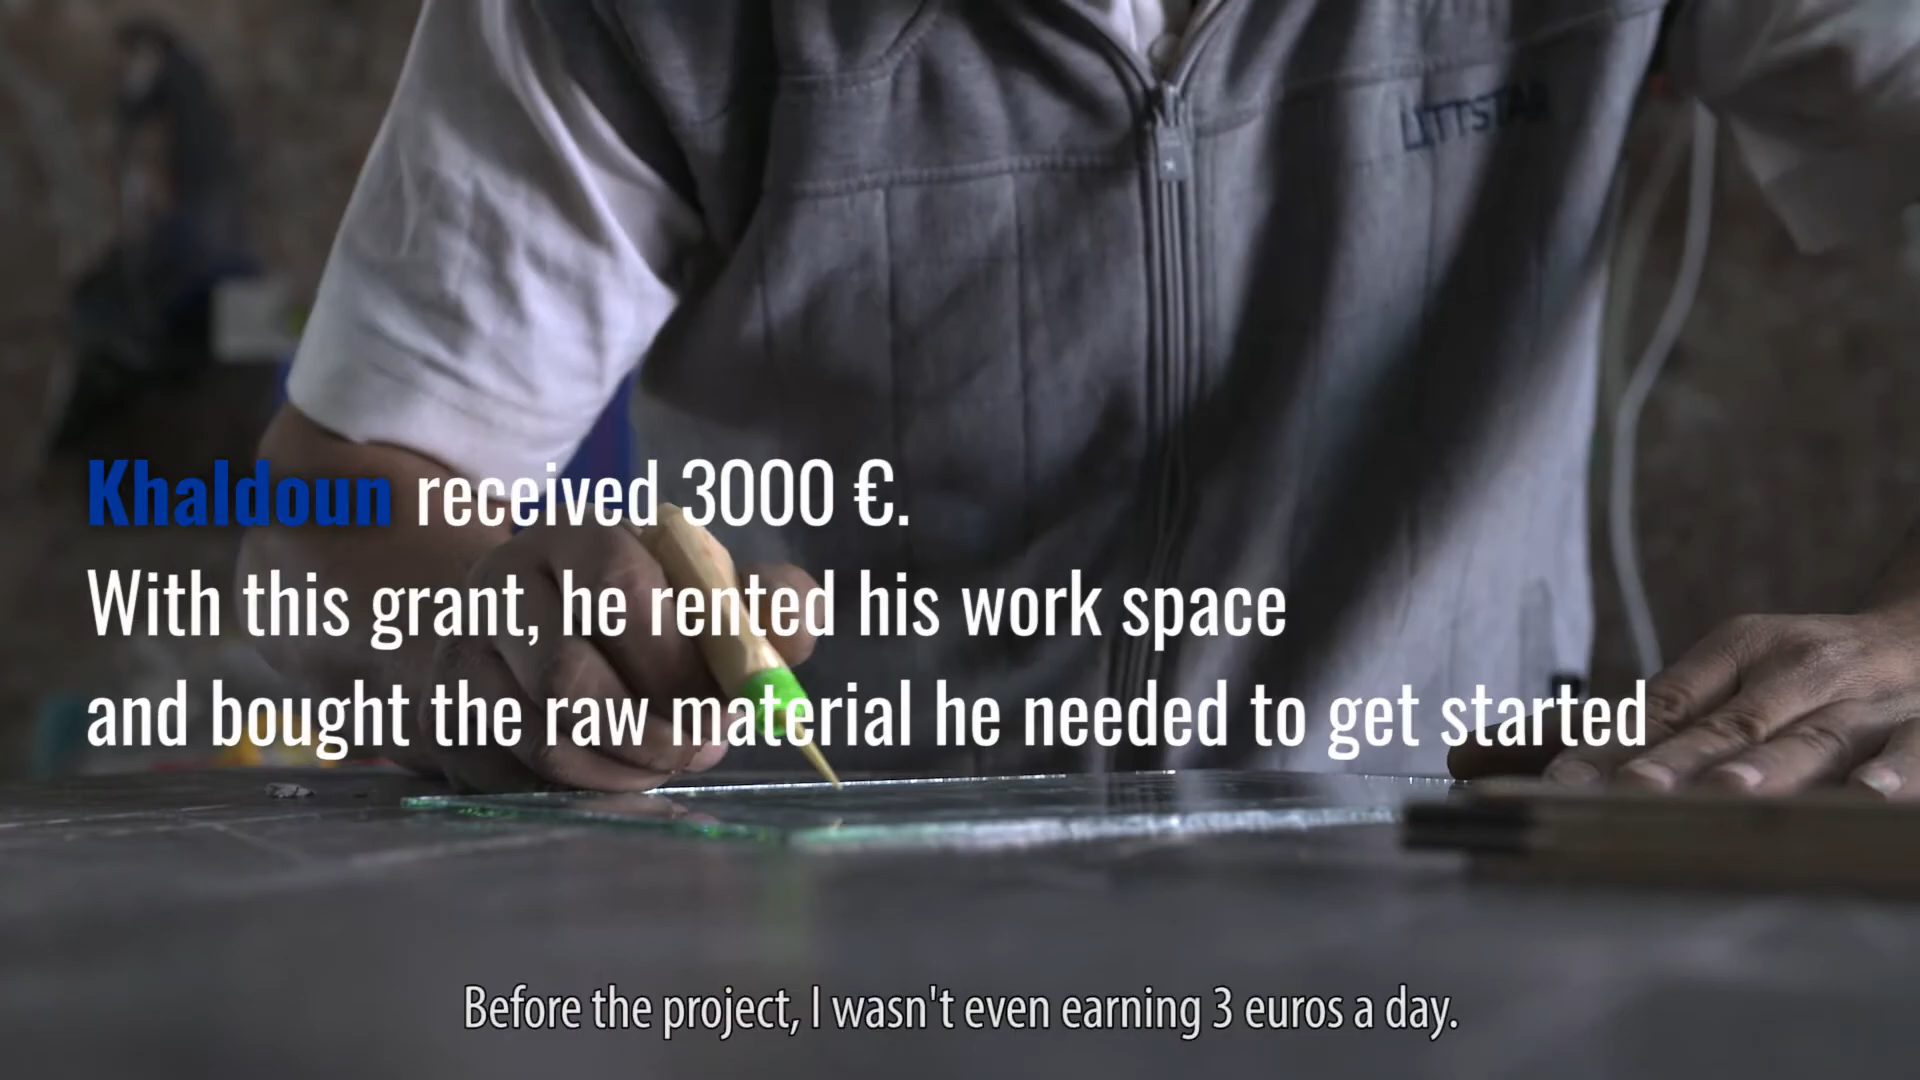 Khaldoun received 3000 €.
With this grant, he rented his work space
and bought the raw material he needed to get started
Before the project, I wasn't even earning 3 euros a day.